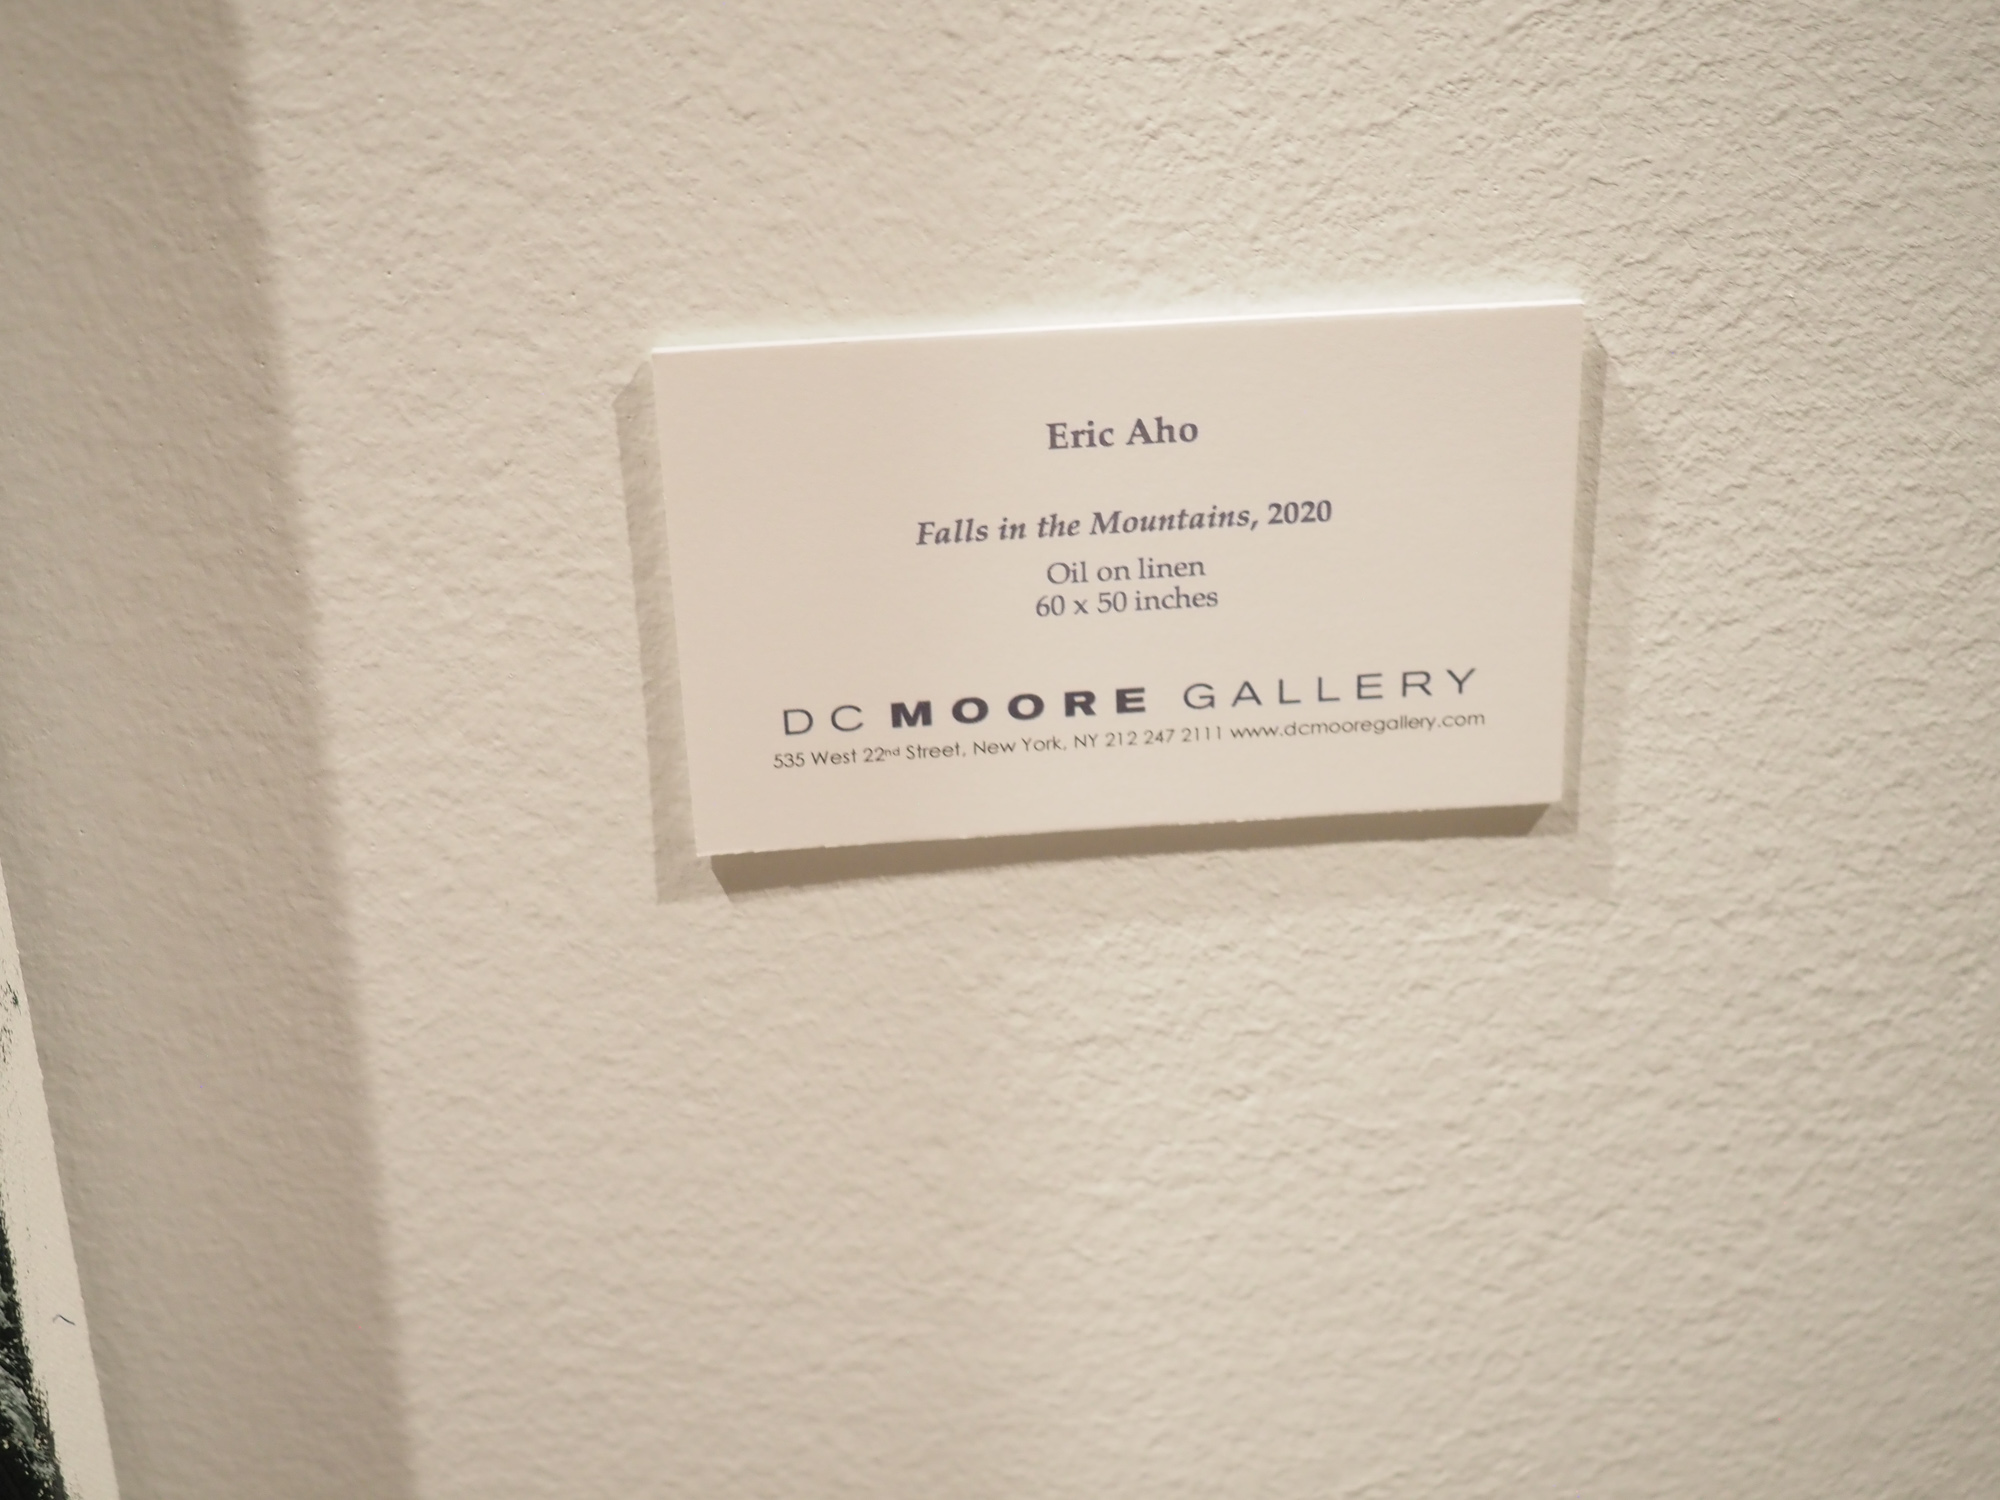 Eric Aho
Falls in the Mountains, 2020
Oil on linen
60 x 50 inches
DC MOORE GALLERY
535 West 22nd Street, New York, NY 212 247 2111 www.dcmooregallery.com